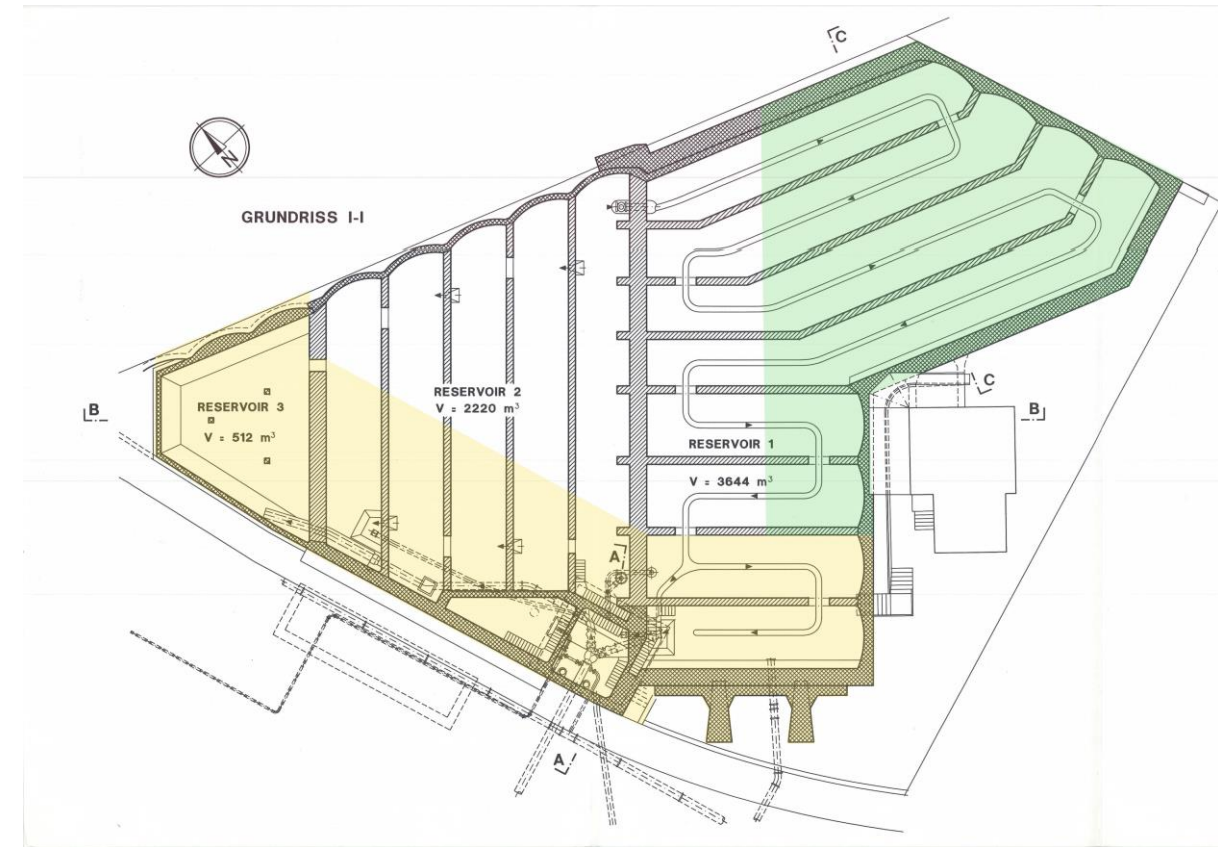 C
N
GRUNDRISS I-I
RESERVOIR 2
V = 2220 m³
RESERVOIR 3
V = 512 m³
B
C
B
RESERVOIR 1
V = 3644 m³
A
A